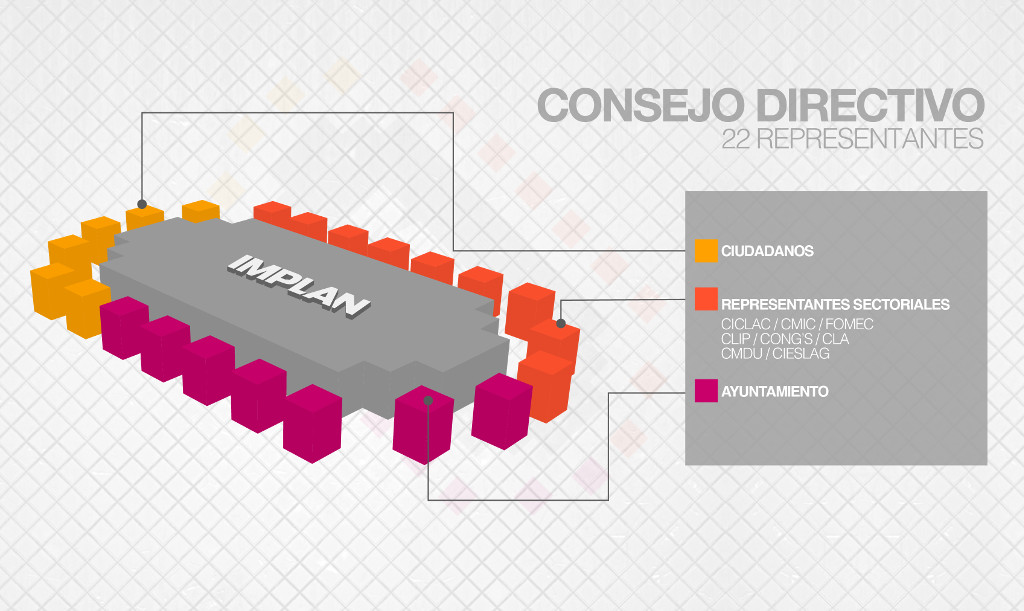 CONSEJO DIRECTIVO
22 REPRESENTANTES
IMPLAN
CIUDADANOS
REPRESENTANTES SECTORIALES
CICLAC / CMIC / FOMEC
CLIP / CONG'S / CLA
CMDU / CIESLAG
AYUNTAMIENTO